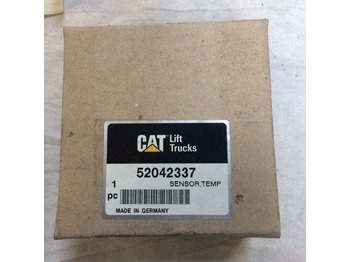 CAT Lift
Trucks
52042337
1 SENSOR,TEMP
pc
MADE IN GERMANY